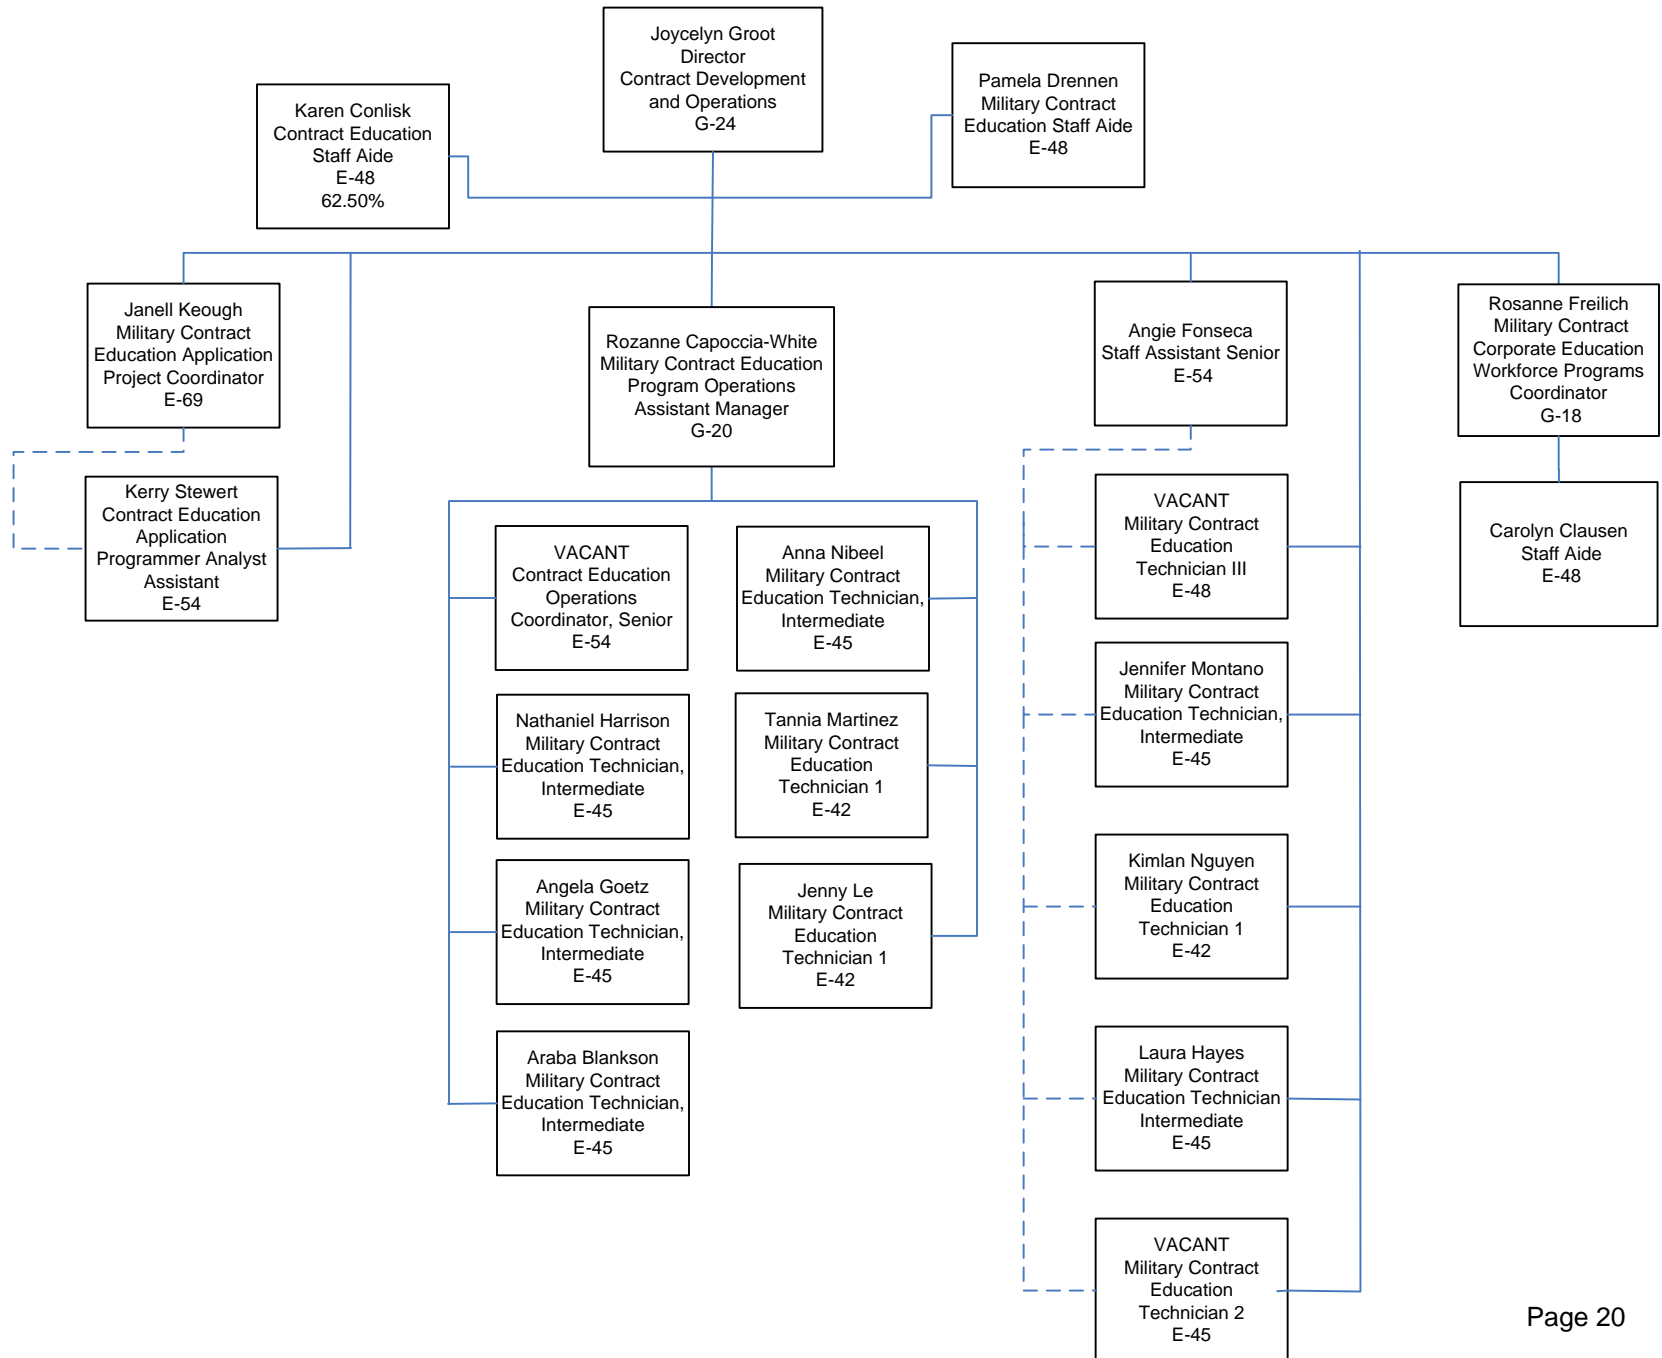 Joycelyn Groot
Director
Contract Development
and Operations
G-24
Karen Conlisk
Contract Education
Staff Aide
E-48
62.50%
Pamela Drennen
Military Contract
Education Staff Aide
E-48
Janell Keough
Military Contract
Education Application
Project Coordinator
E-69
Kerry Stewert
Contract Education
Application
Programmer Analyst
Assistant
E-54
Rozanne Capoccia-White
Military Contract Education
Program Operations
Assistant Manager
G-20
VACANT
Contract Education
Operations
Coordinator, Senior
E-54
Nathaniel Harrison
Military Contract
Education Technician,
Intermediate
E-45
Angela Goetz
Military Contract
Education Technician,
Intermediate
E-45
Araba Blankson
Military Contract
Education Technician,
Intermediate
E-45
Anna Nibeel
Military Contract
Education Technician,
Intermediate
E-45
Tannia Martinez
Military Contract
Education
Technician 1
E-42
Jenny Le
Military Contract
Education
Technician 1
E-42
Angie Fonseca
Staff Assistant Senior
E-54
VACANT
Military Contract
Education
Technician III
E-48
Jennifer Montano
Military Contract
Education Technician,
Intermediate
E-45
Kimlan Nguyen
Military Contract
Education
Technician 1
E-42
Laura Hayes
Military Contract
Education Technician
Intermediate
E-45
VACANT
Military Contract
Education
Technician 2
E-45
Rosanne Freilich
Military Contract
Corporate Education
Workforce Programs
Coordinator
G-18
Carolyn Clausen
Staff Aide
E-48
Page 20